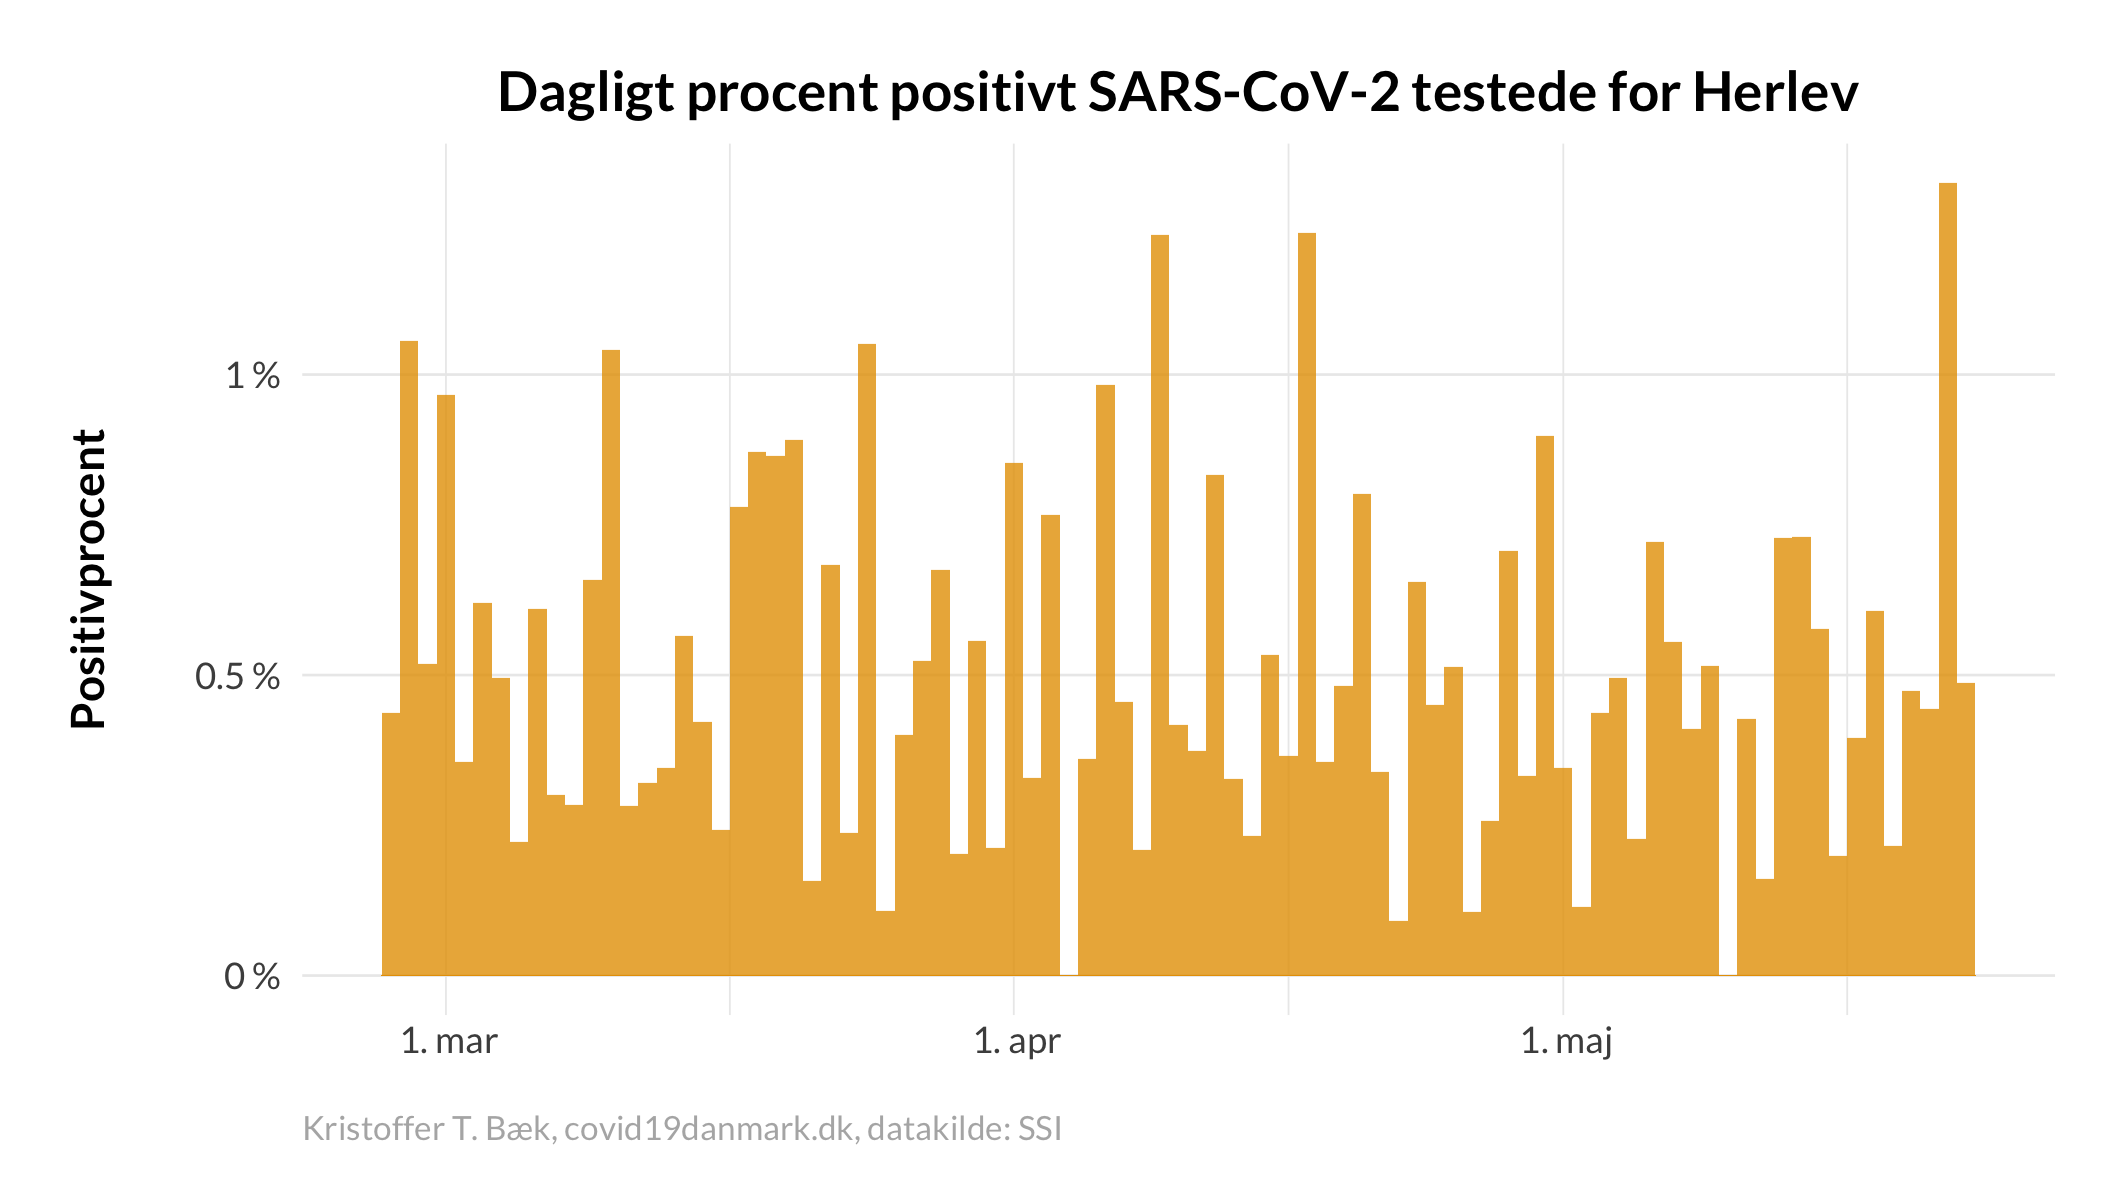 Dagligt procent positivt SARS-CoV-2 testede for Herlev
Positivprocent
1 %
0.5 %
0 %
1. mar
1. apr
1. maj
Kristoffer T. Bæk, covid19danmark.dk, datakilde: SSI